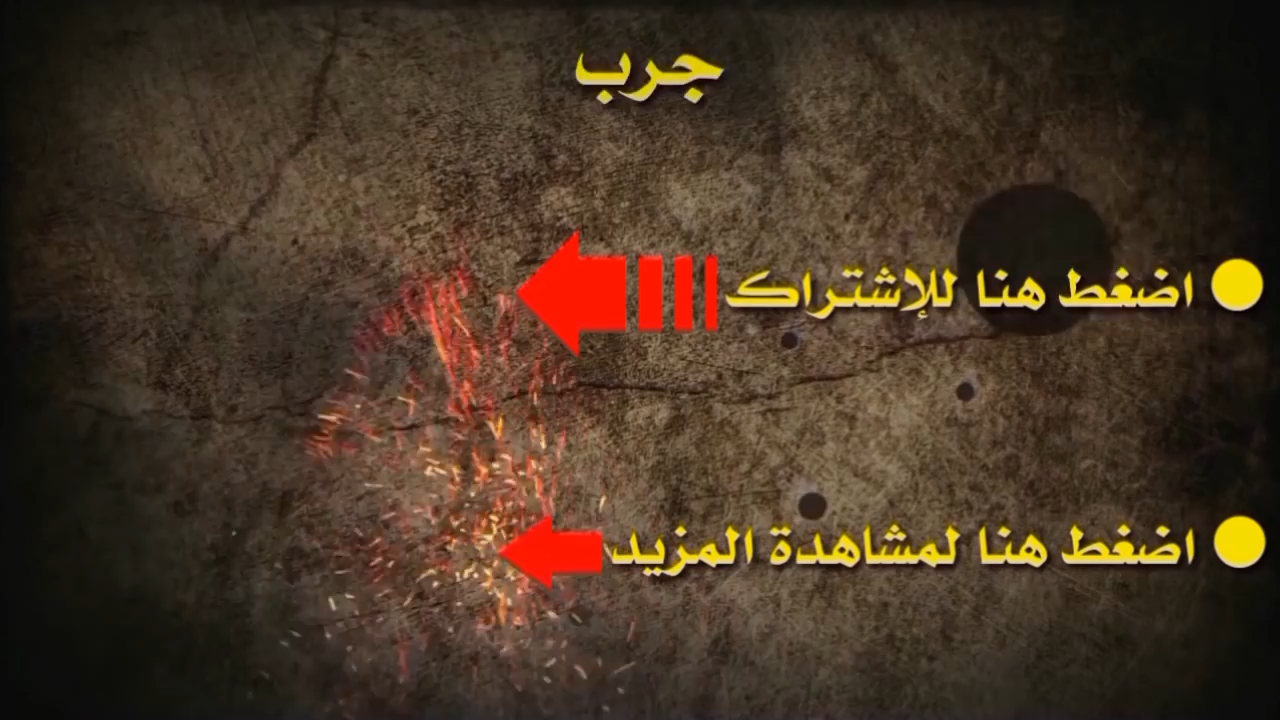 جرب
اضغط هنا للإشتراك
اضغط هنا لمشاهدة المزيد